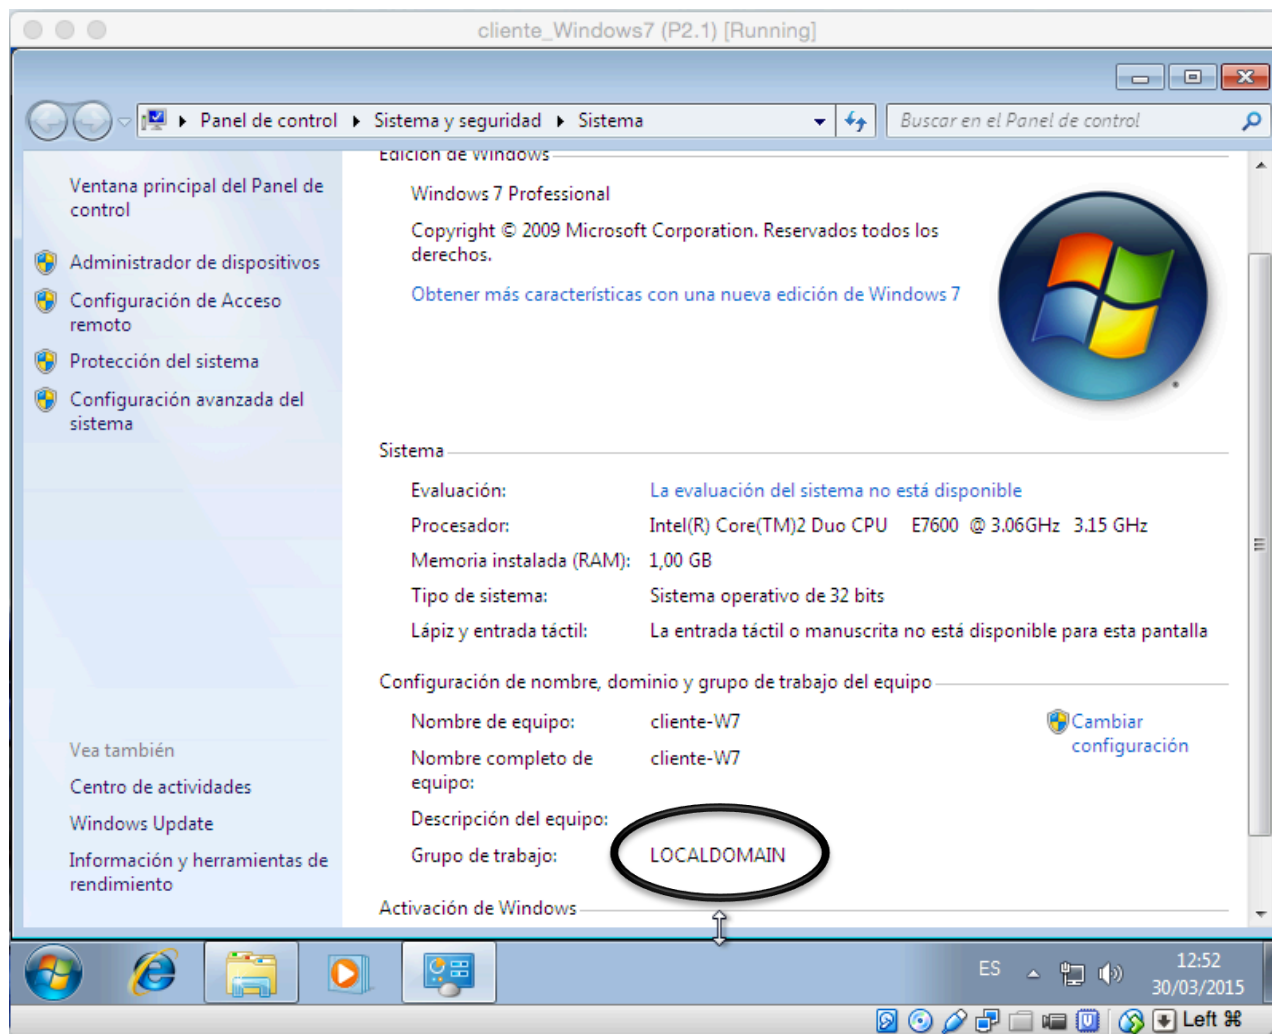 cliente_Windows7 (P2.1) [Running]
Panel de control Sistema y seguridad Sistema
Buscar en el Panel de control
Ventana principal del Panel de
control
Administrador de dispositivos
Configuración de Acceso
remoto
Protección del sistema
Configuración avanzada del
sistema
Vea también
Centro de actividades
Windows Update
Información y herramientas de
rendimiento
Edición de Windows
Windows 7 Professional
Copyright © 2009 Microsoft Corporation. Reservados todos los
derechos.
Obtener más características con una nueva edición de Windows 7
Sistema
Evaluación: La evaluación del sistema no está disponible
Procesador: Intel(R) Core(TM)2 Duo CPU E7600 @ 3.06GHz 3.15 GHz
Memoria instalada (RAM): 1,00 GB
Tipo de sistema: Sistema operativo de 32 bits
Lápiz y entrada táctil: La entrada táctil o manuscrita no está disponible para esta pantalla
Configuración de nombre, dominio y grupo de trabajo del equipo
Nombre de equipo: cliente-W7
Cambiar
configuración
Nombre completo de
equipo:
cliente-W7
Descripción del equipo:
Grupo de trabajo: LOCALDOMAIN
Activación de Windows
ES
12:52
30/03/2015
Left ⌘